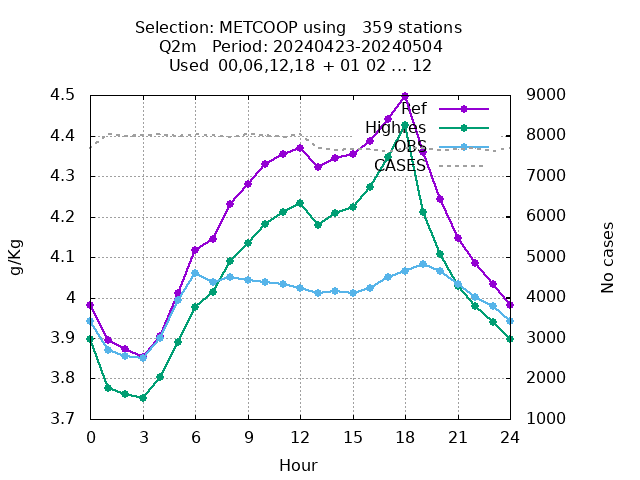 Selection: METCOOP using   359 stations
Q2m   Period: 20240423-20240504
Used  00,06,12,18 + 01 02 ... 12
4.5
4.4
4.3
4.2
4.1
4
3.9
3.8
3.7
g/Kg
Ref
Highres
OBS
CASES
9000
8000
7000
6000
5000
4000
3000
2000
1000
No cases
0 3 6 9 12 15 18 21 24
Hour